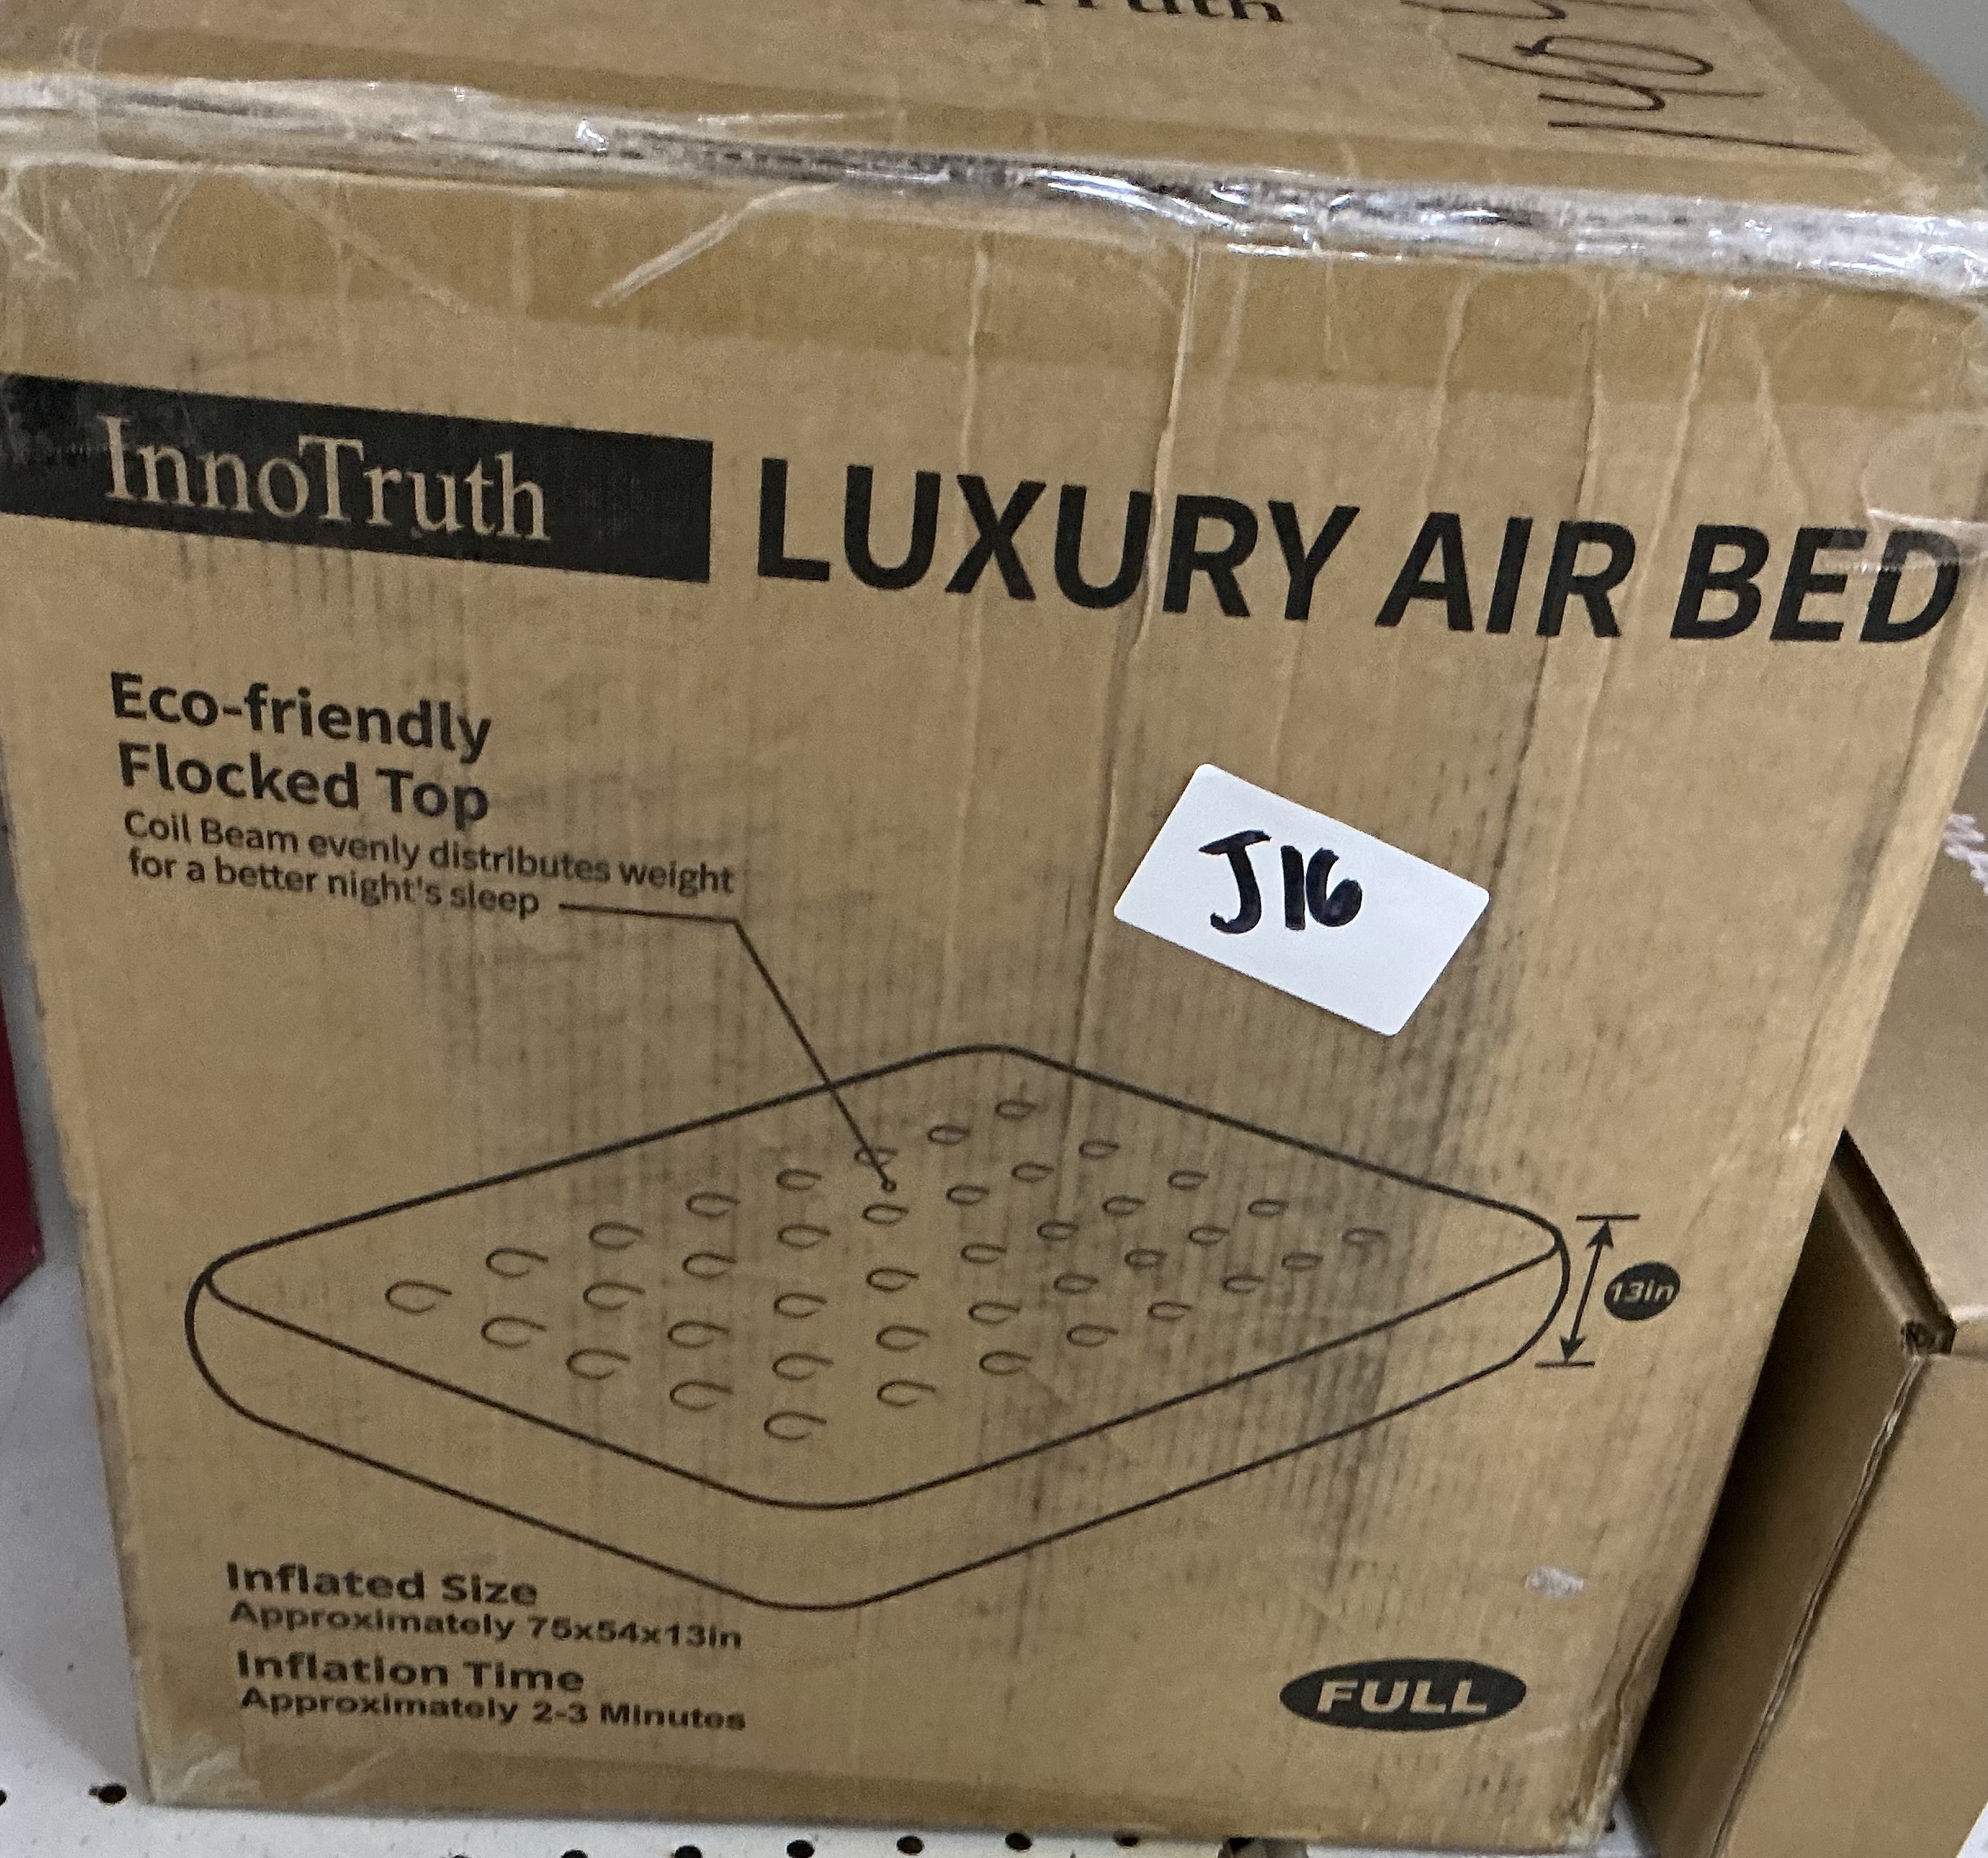 InnoTruth
LUXURY AIR BED
Eco-friendly
Flocked Top
Coil Beam evenly distributes weight
for a better night's sleep
J16
13in
Inflated Size
Approximately 75x54x13in
Inflation Time
Approximately 2-3 Minutes
FULL